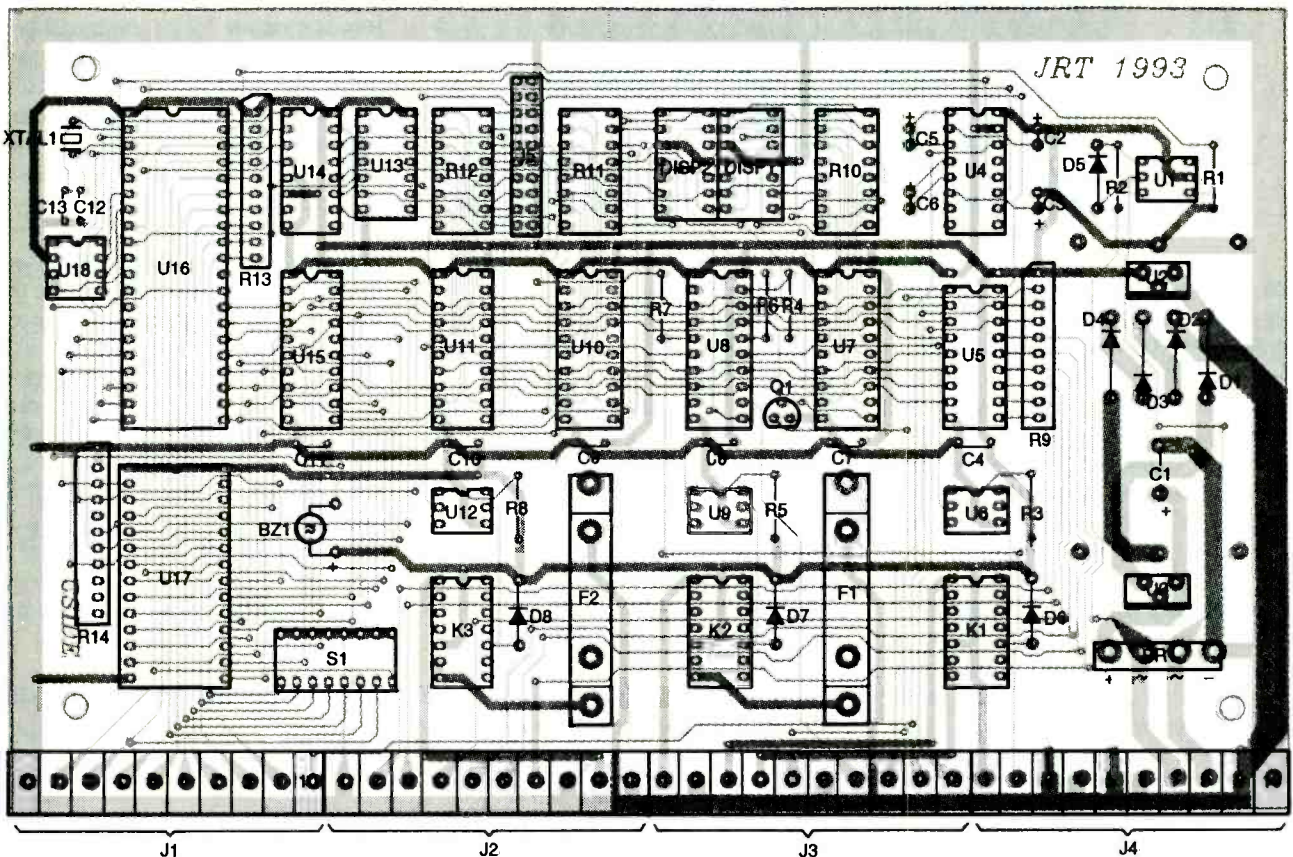 JRT 1993
XTAL1
C5
C2
U14
U13
R12
R11
DISP2
DISP1
R10
U4
D5
R2
U1
R1
C13
C12
C6
U18
U16
R13
R7
R6
R4
U15
U11
U10
U8
U7
U5
D4
D2
Q1
D3
D1
R9
C10
C8
C7
C4
C1
+
BZ1
U12
R8
U9
R5
U6
R3
U17
+
F2
F1
CSIDE
R14
K3
D8
K2
D7
K1
D6
S1
+ ~ ~ -
J1
J2
J3
J4